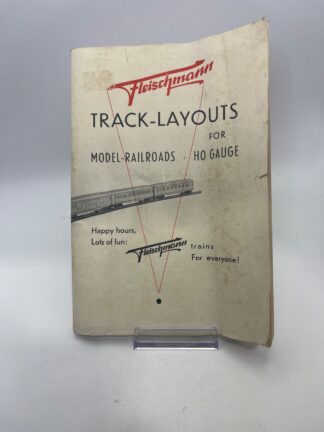 Fleischmann
TRACK-LAYOUTS
FOR
MODEL-RAILROADS · HO GAUGE
Happy hours,
Lots of fun: Fleischmann trains
For everyone!